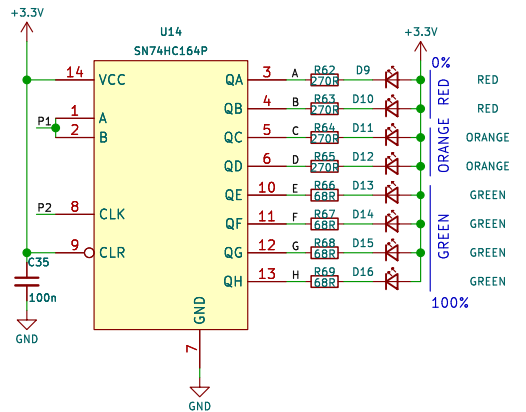 +3.3V
U14
SN74HC164P
+3.3V
0%
14 VCC QA 3 A R62 270R D9 RED
QB 4 B R63 270R D10 RED
RED
P1 1 A
2 B QC 5 C R64 270R D11 ORANGE
QD 6 D R65 270R D12 ORANGE
ORANGE
QE 10 E R66 68R D13 GREEN
P2 8 CLK QF 11 F R67 68R D14 GREEN
GREEN
9 CLR QG 12 G R68 68R D15 GREEN
C35 QH 13 H R69 68R D16 GREEN
100n
100%
GND
GND
7
GND